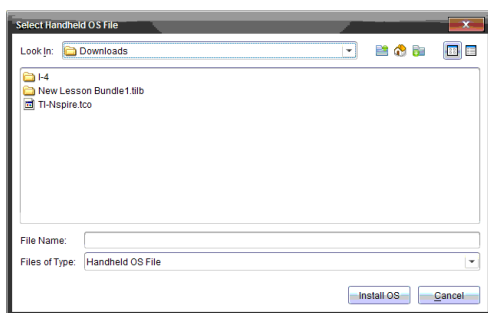 Select Handheld OS File
Look In: Downloads
I-4
New Lesson Bundle1.tilb
TI-Nspire.tco
File Name:
Files of Type: Handheld OS File
Install OS Cancel